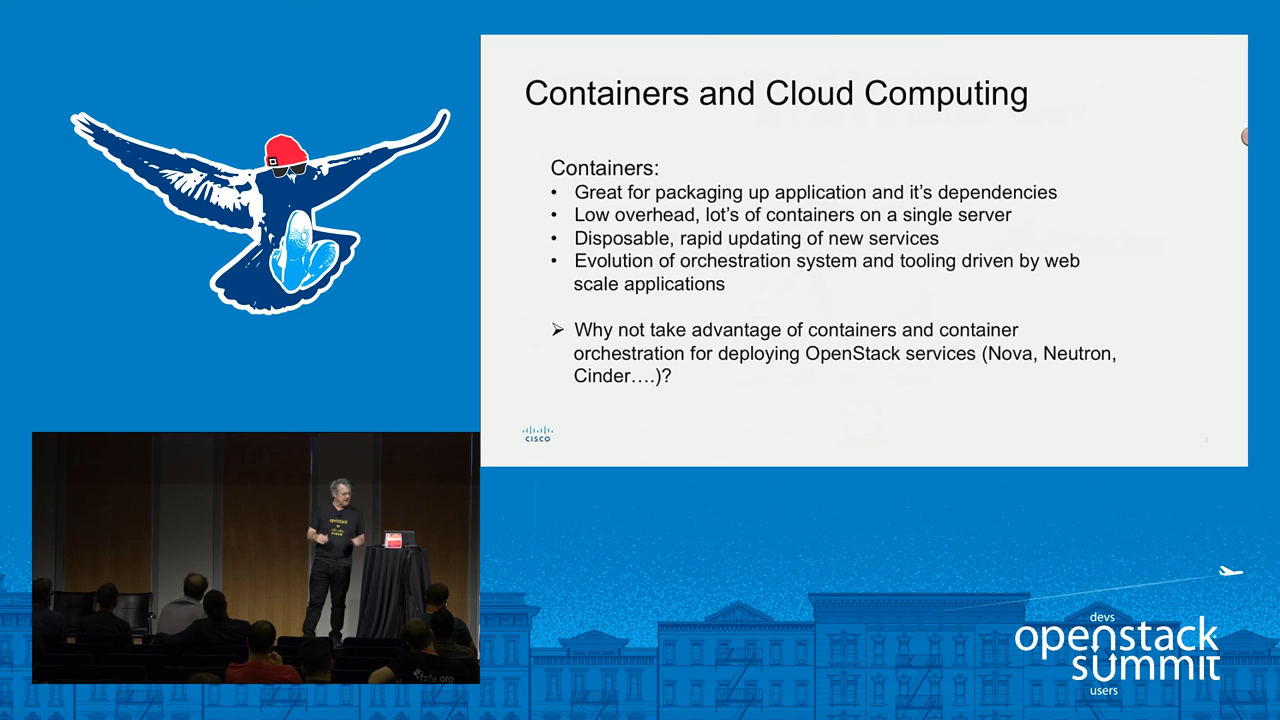 Containers and Cloud Computing
Containers:
• Great for packaging up application and it's dependencies
• Low overhead, lot's of containers on a single server
• Disposable, rapid updating of new services
• Evolution of orchestration system and tooling driven by web
scale applications
➢ Why not take advantage of containers and container
orchestration for deploying OpenStack services (Nova, Neutron,
Cinder….)?
CISCO
devs
openstack
summit
users